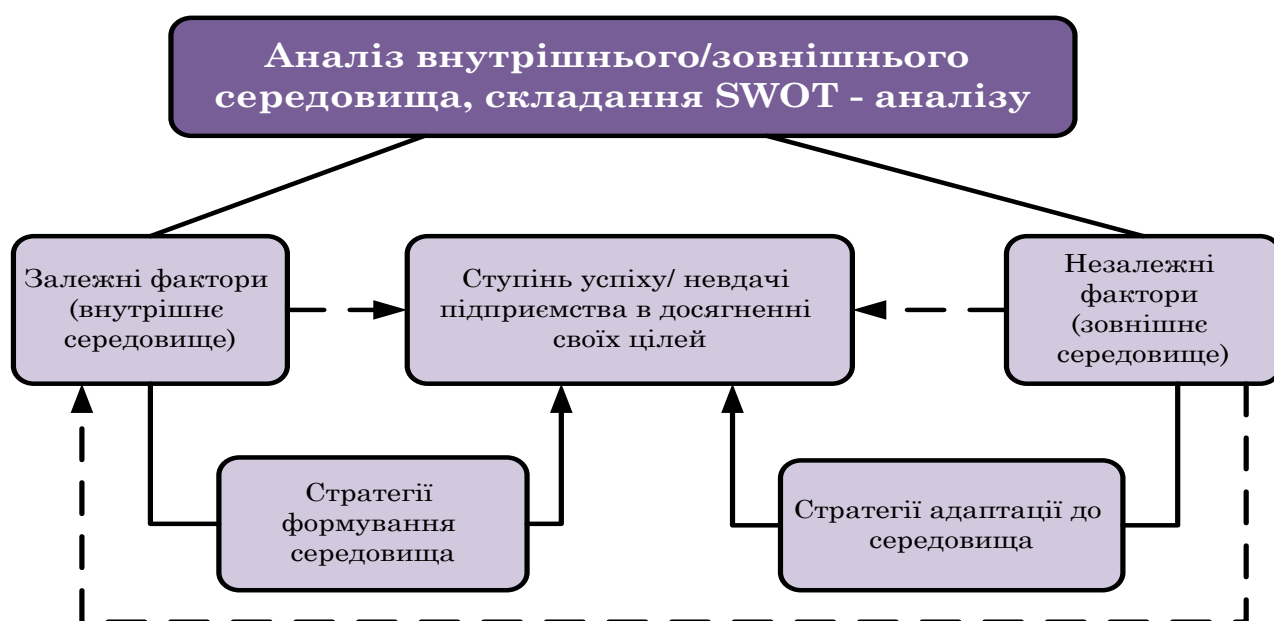 Аналіз внутрішнього/зовнішнього
середовища, складання SWOT - аналізу
Залежні фактори
(внутрішнє
середовище)
Ступінь успіху/ невдачі
підприємства в досягненні
своїх цілей
Незалежні
фактори
(зовнішнє
середовище)
Стратегії
формування
середовища
Стратегії адаптації до
середовища